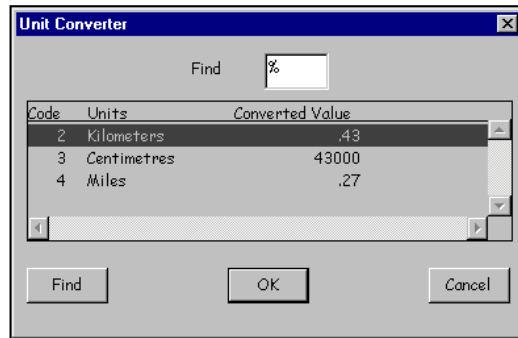 Unit Converter
Find %
Code Units Converted Value
2 Kilometers .43
3 Centimetres 43000
4 Miles .27
Find OK Cancel